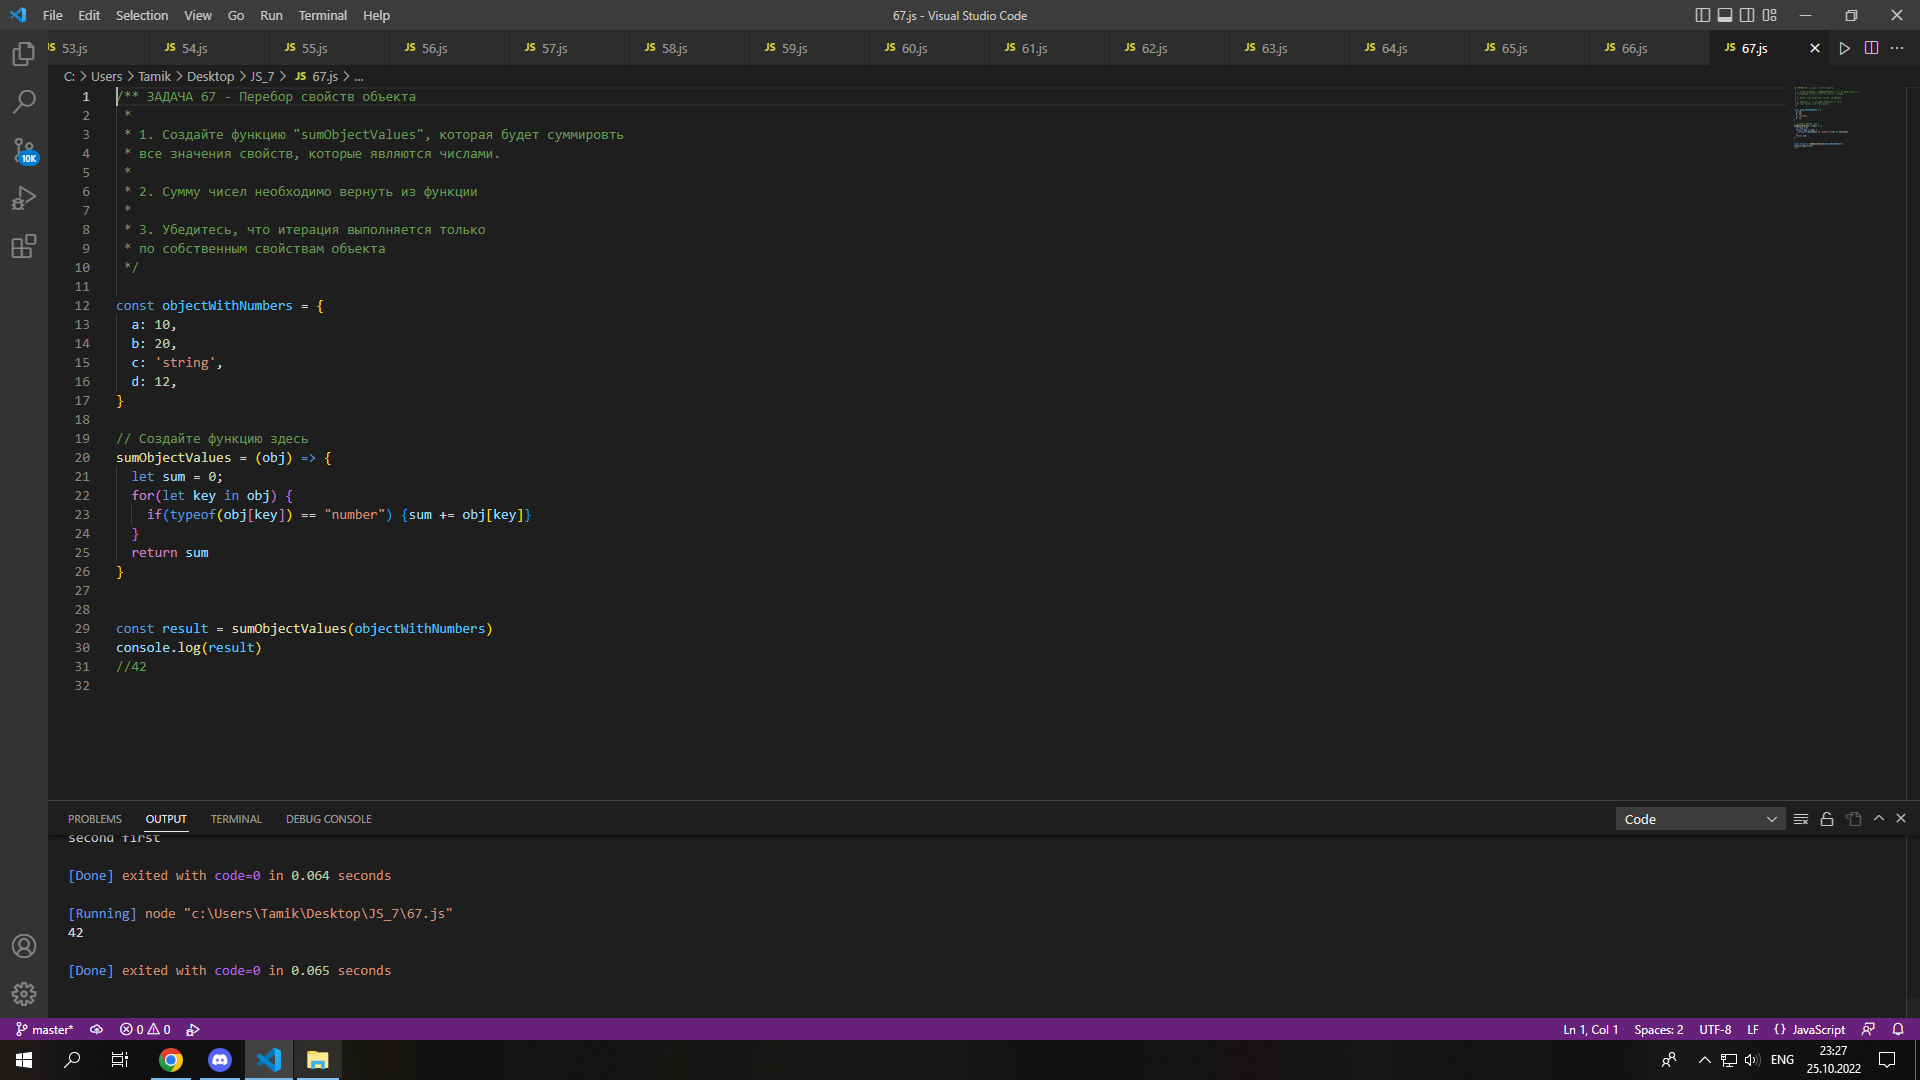 File Edit Selection View Go Run Terminal Help
67.js - Visual Studio Code
JS 53.js JS 54.js JS 55.js JS 56.js JS 57.js JS 58.js JS 59.js JS 60.js JS 61.js JS 62.js JS 63.js JS 64.js JS 65.js JS 66.js JS 67.js
C: > Users > Tamik > Desktop > JS_7 > JS 67.js > ...
1 /** ЗАДАЧА 67 - Перебор свойств объекта
2 *
3 * 1. Создайте функцию "sumObjectValues", которая будет суммировть
4 * все значения свойств, которые являются числами.
5 *
6 * 2. Сумму чисел необходимо вернуть из функции
7 *
8 * 3. Убедитесь, что итерация выполняется только
9 * по собственным свойствам объекта
10 */
11
12 const objectWithNumbers = {
13 a: 10,
14 b: 20,
15 c: 'string',
16 d: 12,
17 }
18
19 // Создайте функцию здесь
20 sumObjectValues = (obj) => {
21 let sum = 0;
22 for(let key in obj) {
23 if(typeof(obj[key]) == "number") {sum += obj[key]}
24 }
25 return sum
26 }
27
28
29 const result = sumObjectValues(objectWithNumbers)
30 console.log(result)
31 //42
32
10K
PROBLEMS OUTPUT TERMINAL DEBUG CONSOLE
Code
second first
[Done] exited with code=0 in 0.064 seconds
[Running] node "c:\Users\Tamik\Desktop\JS_7\67.js"
42
[Done] exited with code=0 in 0.065 seconds
master* 0 0
Ln 1, Col 1 Spaces: 2 UTF-8 LF {} JavaScript
ENG
23:27
25.10.2022